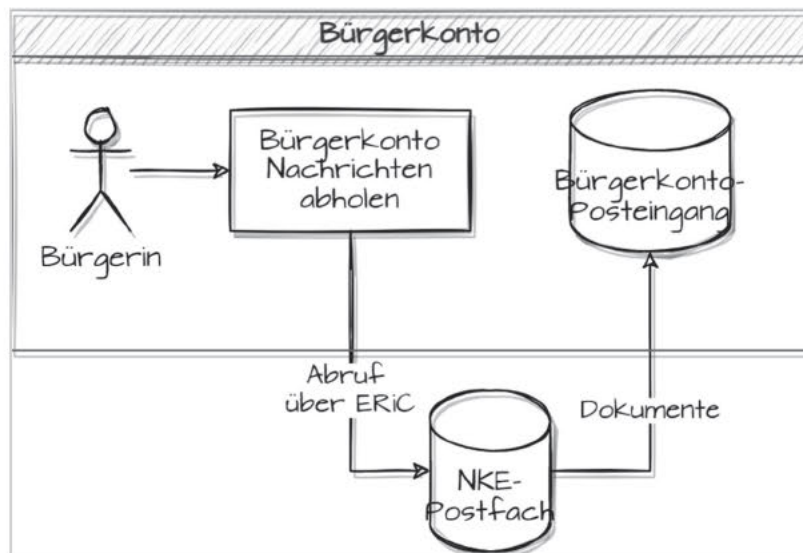 Bürgerkonto
Bürgerkonto
Nachrichten
abholen
Bürgerkonto-
Posteingang
Bürgerin
Abruf
über ERiC
Dokumente
NKE-
Postfach